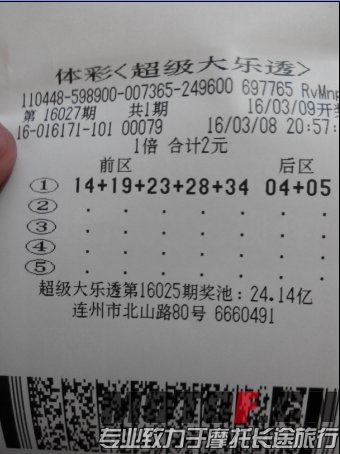 体彩<超级大乐透>
110448-598900-007365-249600 697765 RvMng
第 16027期 共1期 16/03/09开奖
16-016171-101 00079 16/03/08 20:57:
1倍 合计2元
前区 后区
① 14+19+23+28+34 04+05
② . . . . . . .
③ . . . . . . .
④ . . . . . . .
⑤ . . . . . . .
超级大乐透第16025期奖池：24.14亿
连州市北山路80号 6660491
专业致力于摩托长途旅行